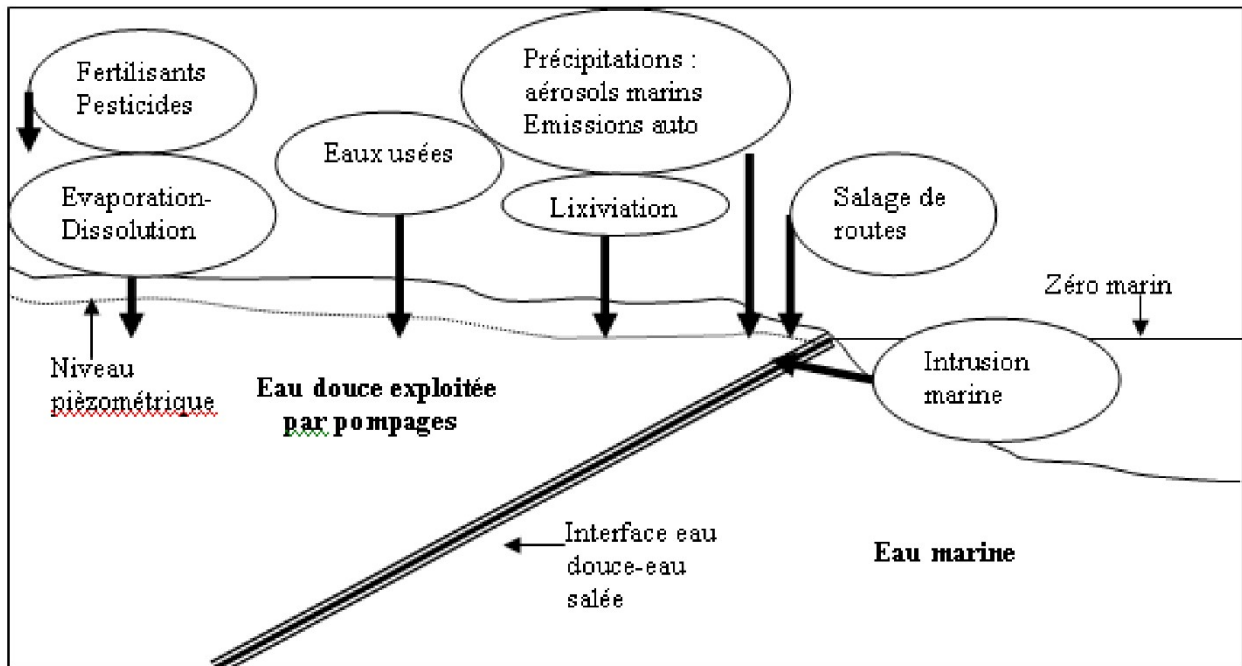 Fertilisants
Pesticides
Evaporation-
Dissolution
Eaux usées
Précipitations :
aérosols marins
Emissions auto
Lixiviation
Salage de
routes
Zéro marin
Niveau
pièzométrique
Eau douce exploitée
par pompages
Intrusion
marine
Interface eau
douce-eau
salée
Eau marine